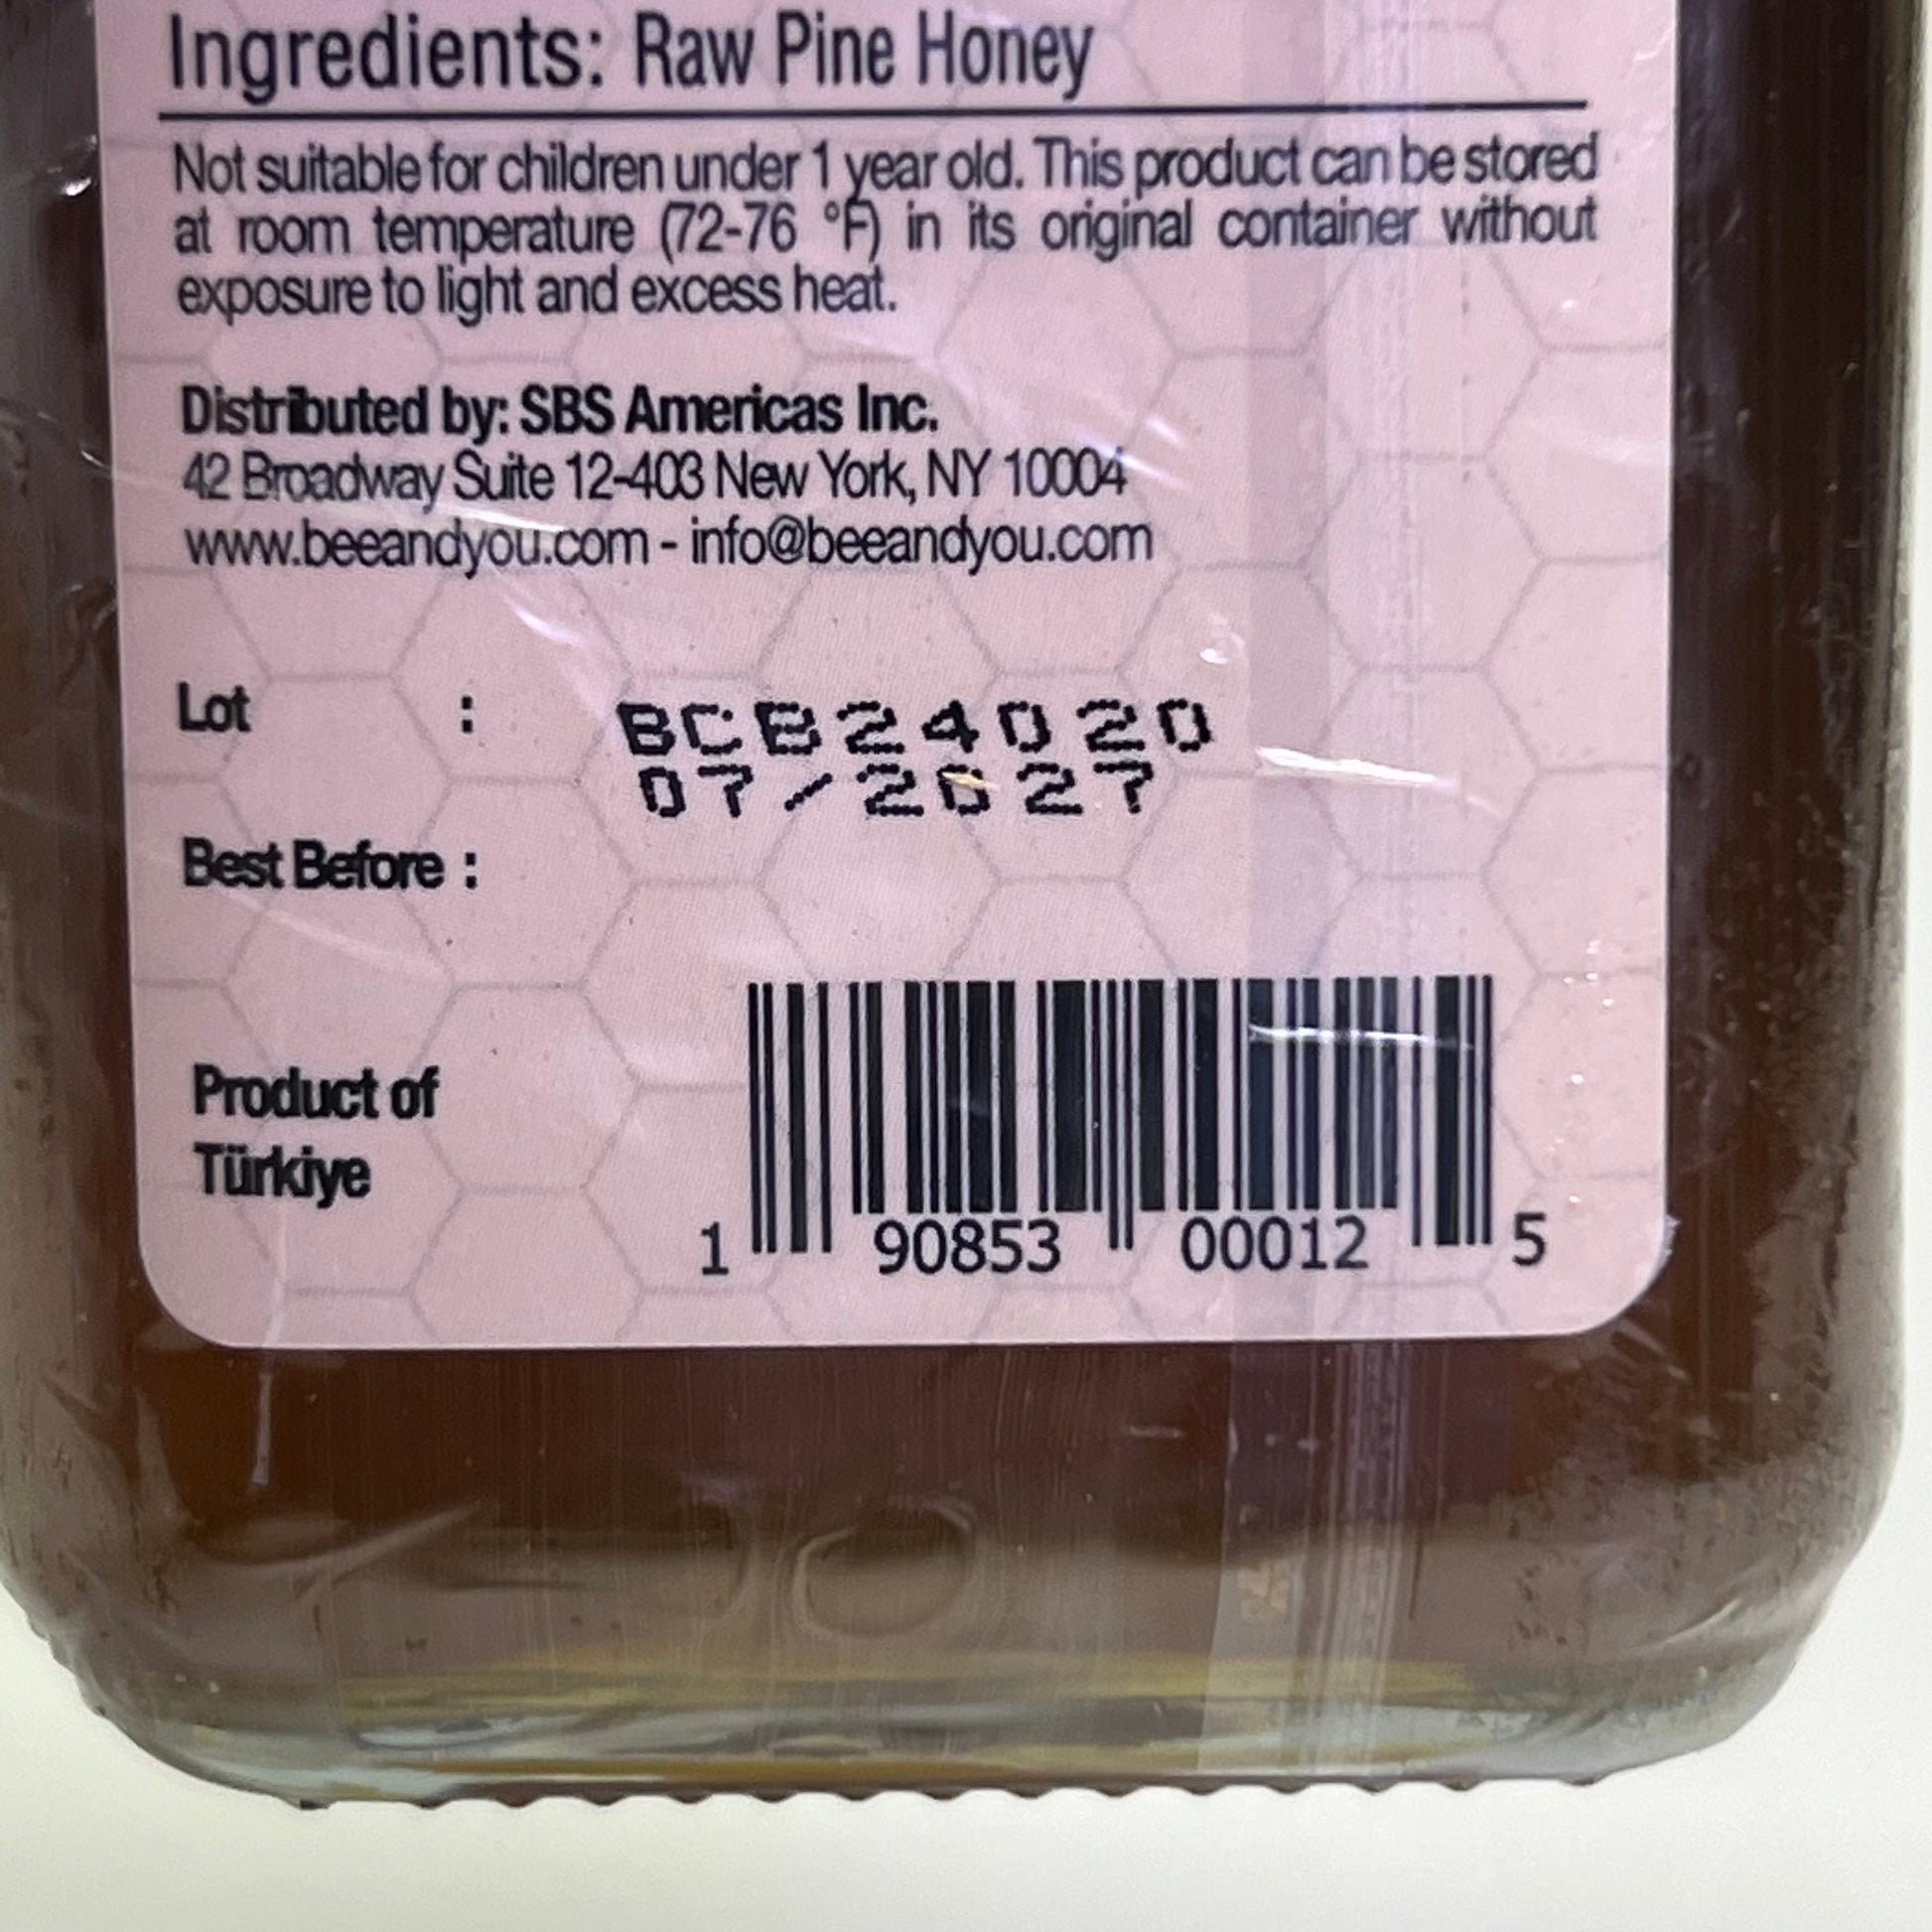 Ingredients: Raw Pine Honey
Not suitable for children under 1 year old. This product can be stored
at room temperature (72-76 °F) in its original container without
exposure to light and excess heat.
Distributed by: SBS Americas Inc.
42 Broadway Suite 12-403 New York, NY 10004
www.beeandyou.com - info@beeandyou.com
Lot : BCB24020
07/2027
Best Before :
Product of
Türkiye
1 90853 00012 5